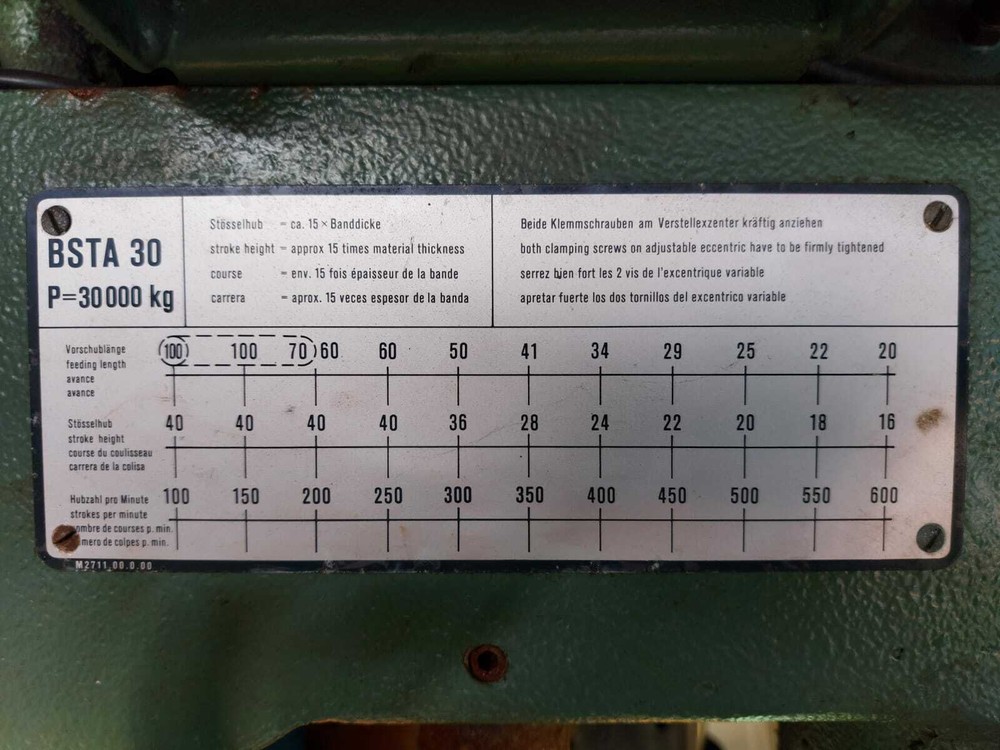 BSTA 30
P=30000 kg
Stösselhub = ca. 15 × Banddicke
stroke height = approx 15 times material thickness
course = env. 15 fois épaisseur de la bande
carrera = aprox. 15 veces espesor de la banda
Beide Klemmschrauben am Verstellexzenter kräftig anziehen
both clamping screws on adjustable eccentric have to be firmly tightened
serrez bien fort les 2 vis de l'excentrique variable
apretar fuerte los dos tornillos del excentrico variable
Vorschublänge
feeding length
avance
avance
(100) 100 70) 60 60 50 41 34 29 25 22 20
Stösselhub
stroke height
course du coulisseau
carrera de la colisa
40 40 40 40 36 28 24 22 20 18 16
Hubzahl pro Minute
strokes per minute
ombre de courses p. min.
mero de colpes p. min.
100 150 200 250 300 350 400 450 500 550 600
M2711.00.0.00